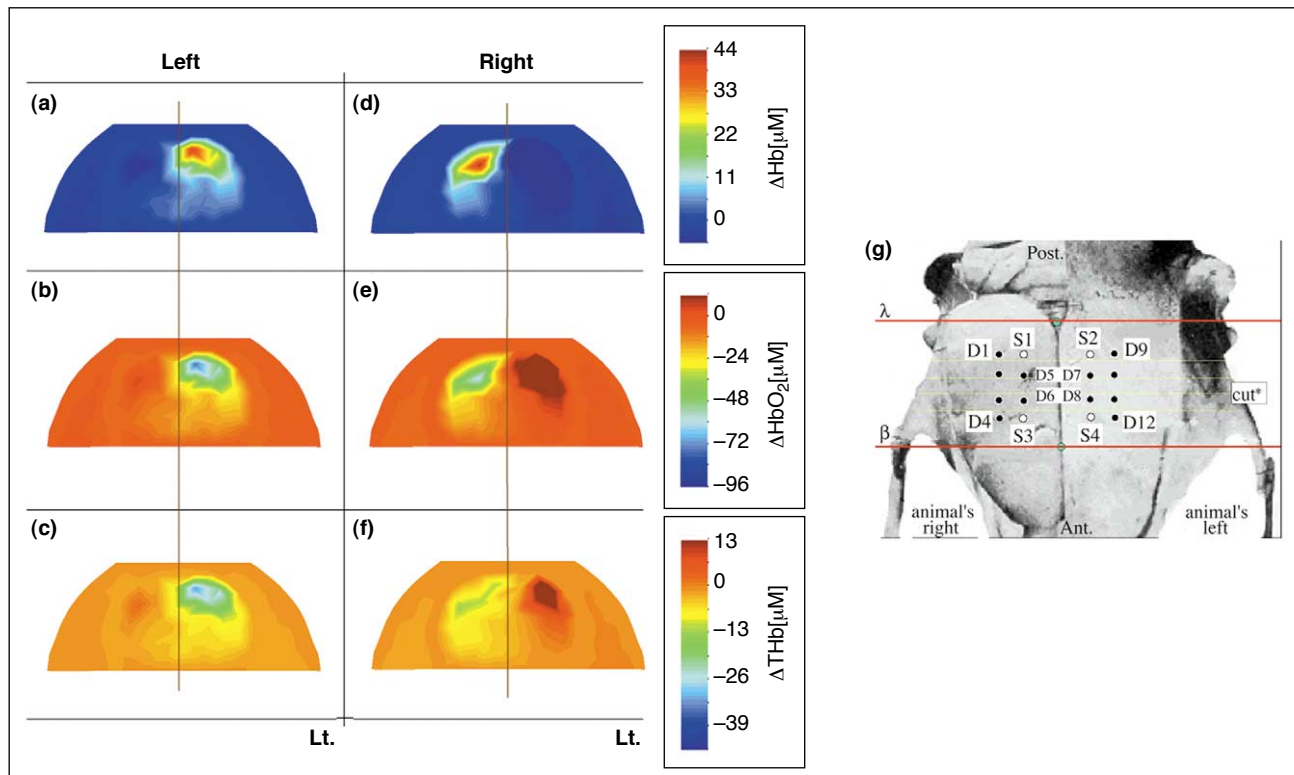 Left
Right
(a)
(d)
44
33
22
11
0
ΔHb[μM]
(b)
(e)
0
−24
−48
−72
−96
ΔHbO2[μM]
(c)
(f)
13
0
−13
−26
−39
ΔTHb[μM]
Lt.
Lt.
(g)
Post.
λ
D1
S1
S2
D9
D5
D7
D6
D8
cut*
D4
S3
S4
D12
β
animal's
right
Ant.
animal's
left